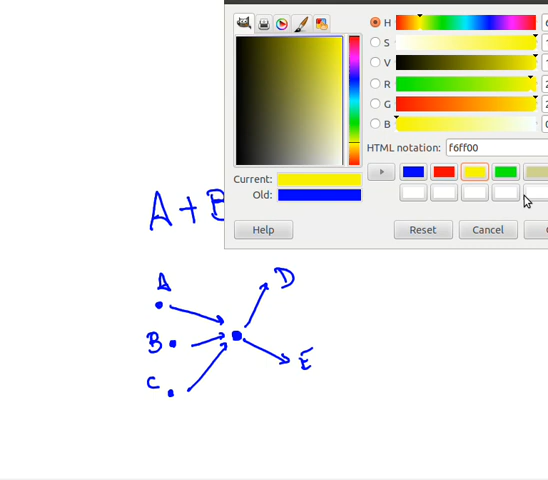 H
S
V
R
G
B
HTML notation: f6ff00
Current:
Old:
Help Reset Cancel
A+B
A
D
B
E
C